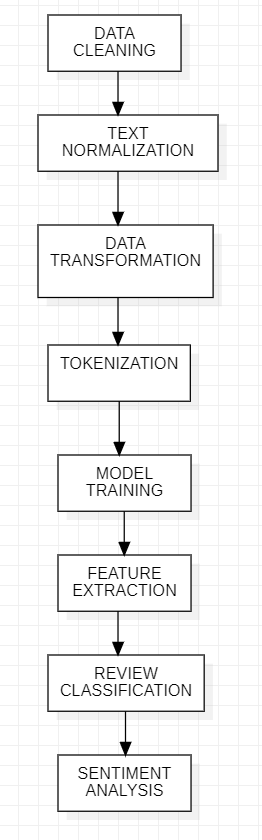 DATA
CLEANING
TEXT
NORMALIZATION
DATA
TRANSFORMATION
TOKENIZATION
MODEL
TRAINING
FEATURE
EXTRACTION
REVIEW
CLASSIFICATION
SENTIMENT
ANALYSIS